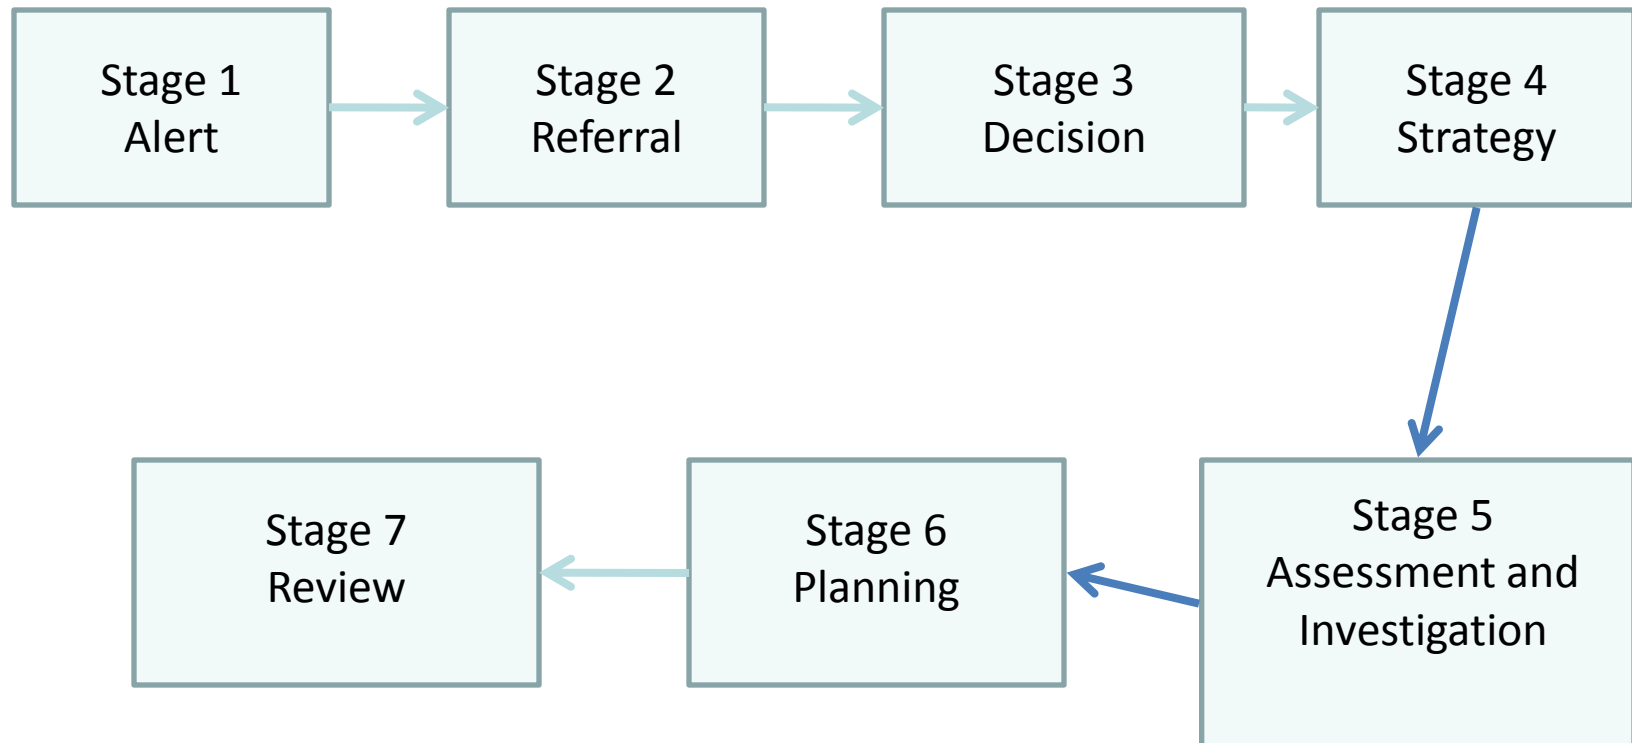 Stage 1
Alert
Stage 2
Referral
Stage 3
Decision
Stage 4
Strategy
Stage 5
Assessment and
Investigation
Stage 6
Planning
Stage 7
Review